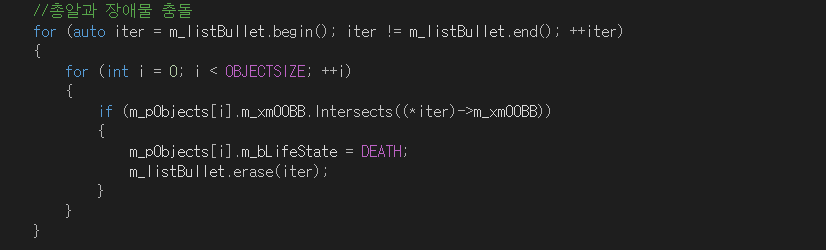 //총알과 장애물 충돌
for (auto iter = m_listBullet.begin(); iter != m_listBullet.end(); ++iter)
{
for (int i = 0; i < OBJECTSIZE; ++i)
{
if (m_pObjects[i].m_xmOOBB.Intersects((*iter)->m_xmOOBB))
{
m_pObjects[i].m_bLifeState = DEATH;
m_listBullet.erase(iter);
}
}
}